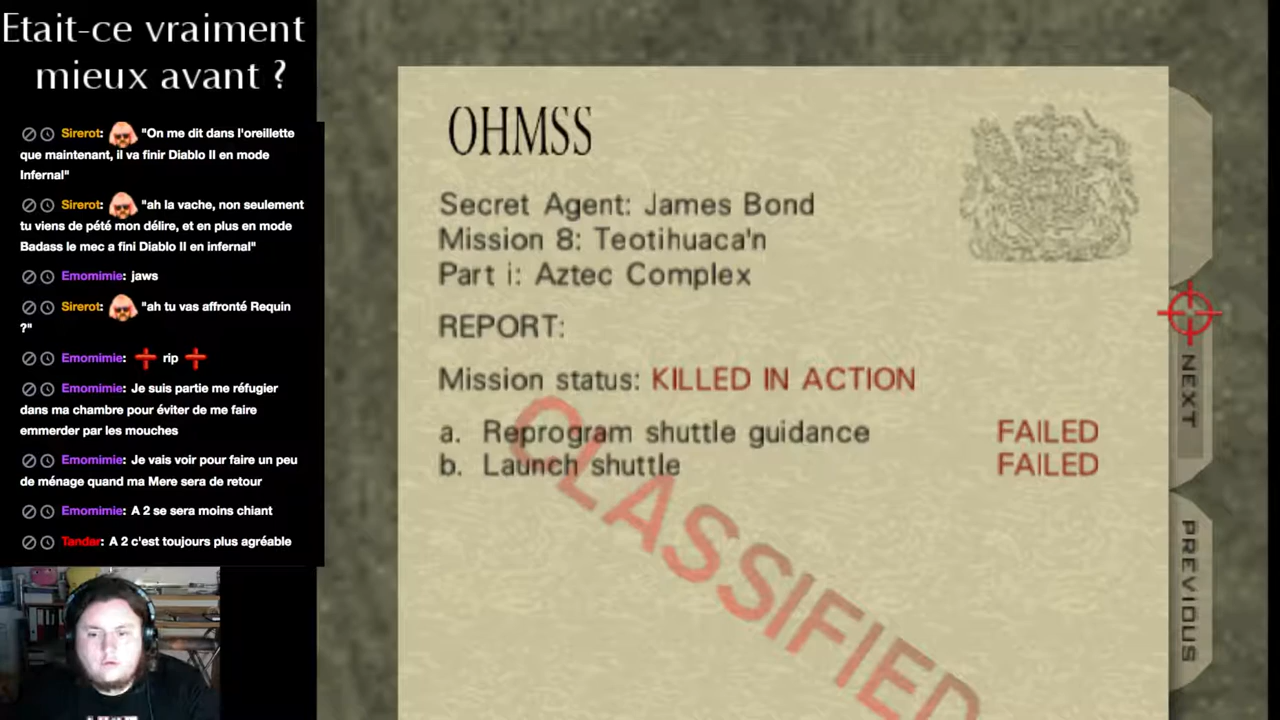 Etait-ce vraiment
mieux avant ?
Sirerot: "On me dit dans l'oreillette
que maintenant, il va finir Diablo II en mode
Infernal"
Sirerot: "ah la vache, non seulement
tu viens de pété mon délire, et en plus en mode
Badass le mec a fini Diablo II en infernal"
Emomimie: jaws
Sirerot: "ah tu vas affronté Requin
?"
Emomimie: rip
Emomimie: Je suis partie me réfugier
dans ma chambre pour éviter de me faire
emmerder par les mouches
Emomimie: Je vais voir pour faire un peu
de ménage quand ma Mere sera de retour
Emomimie: A 2 se sera moins chiant
Tandar: A 2 c'est toujours plus agréable
OHMSS
Secret Agent: James Bond
Mission 8: Teotihuaca'n
Part i: Aztec Complex
REPORT:
Mission status: KILLED IN ACTION
a. Reprogram shuttle guidance FAILED
b. Launch shuttle FAILED
CLASSIFIED
NEXT
PREVIOUS